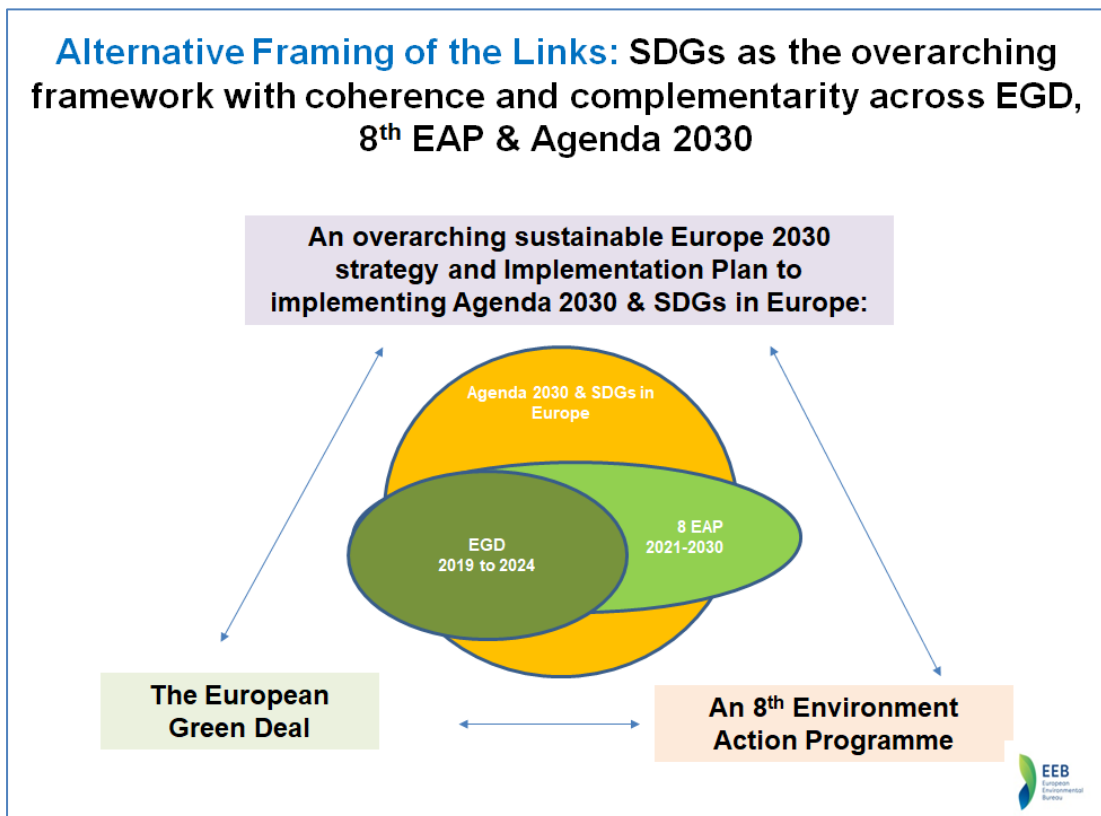 Alternative Framing of the Links: SDGs as the overarching
framework with coherence and complementarity across EGD,
8th EAP & Agenda 2030
An overarching sustainable Europe 2030
strategy and Implementation Plan to
implementing Agenda 2030 & SDGs in Europe:
Agenda 2030 & SDGs in
Europe
8 EAP
2021-2030
EGD
2019 to 2024
The European
Green Deal
An 8th Environment
Action Programme
EEB
European
Environmental
Bureau